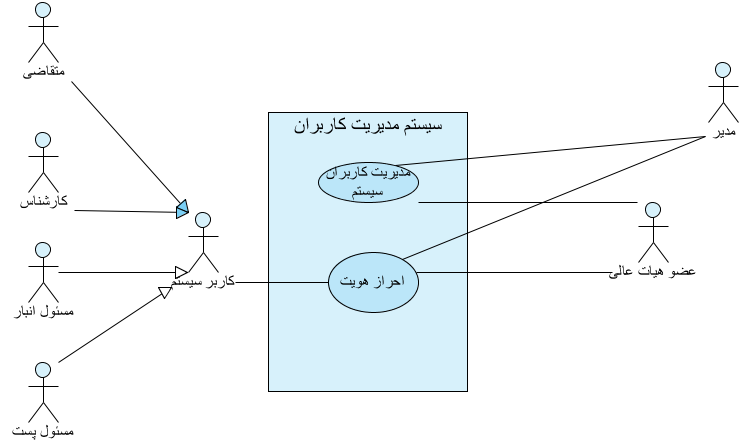 متقاضی
سیستم مدیریت کاربران
مدیر
مدیریت کاربران
سیستم
کارشناس
عضو هیات عالی
کاربر سیستم
احراز هویت
مسئول انبار
مسئول پست